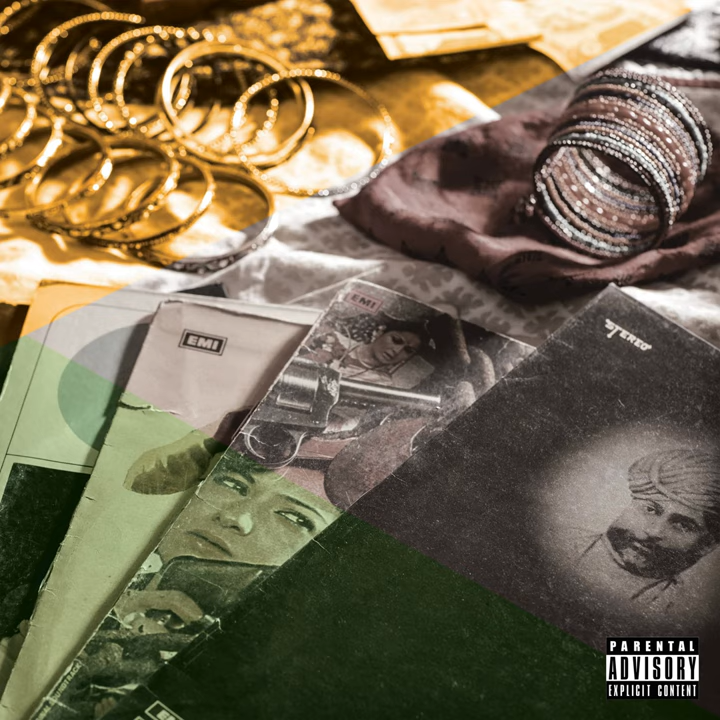 EMI
EMI
STEREO
PARENTAL
ADVISORY
EXPLICIT CONTENT